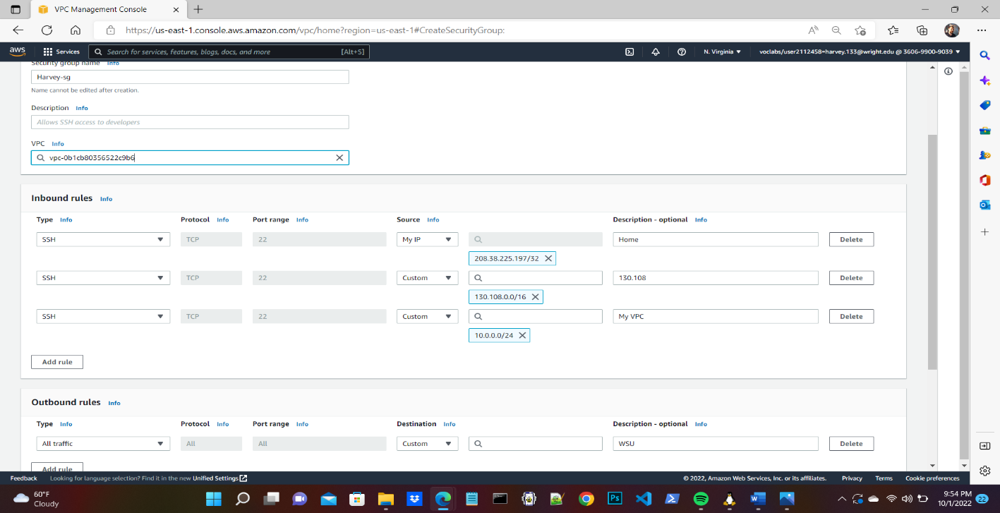 VPC Management Console
https://us-east-1.console.aws.amazon.com/vpc/home?region=us-east-1#CreateSecurityGroup:
aws Services Search for services, features, blogs, docs, and more [Alt+S] N. Virginia voclabs/user2112458=harvey.133@wright.edu @ 3606-9900-9039
Security group name Info
Harvey-sg
Name cannot be edited after creation.
Description Info
Allows SSH access to developers
VPC Info
vpc-0b1cb80356522c9b6
Inbound rules Info
Type Info Protocol Info Port range Info Source Info Description - optional Info
SSH TCP 22 My IP Home Delete
208.38.225.197/32
SSH TCP 22 Custom 130.108 Delete
130.108.0.0/16
SSH TCP 22 Custom My VPC Delete
10.0.0.0/24
Add rule
Outbound rules Info
Type Info Protocol Info Port range Info Destination Info Description - optional Info
All traffic All All Custom WSU Delete
Add rule
Feedback Looking for language selection? Find it in the new Unified Settings © 2022, Amazon Web Services, Inc. or its affiliates. Privacy Terms Cookie preferences
60°F
Cloudy
9:54 PM
10/1/2022
22